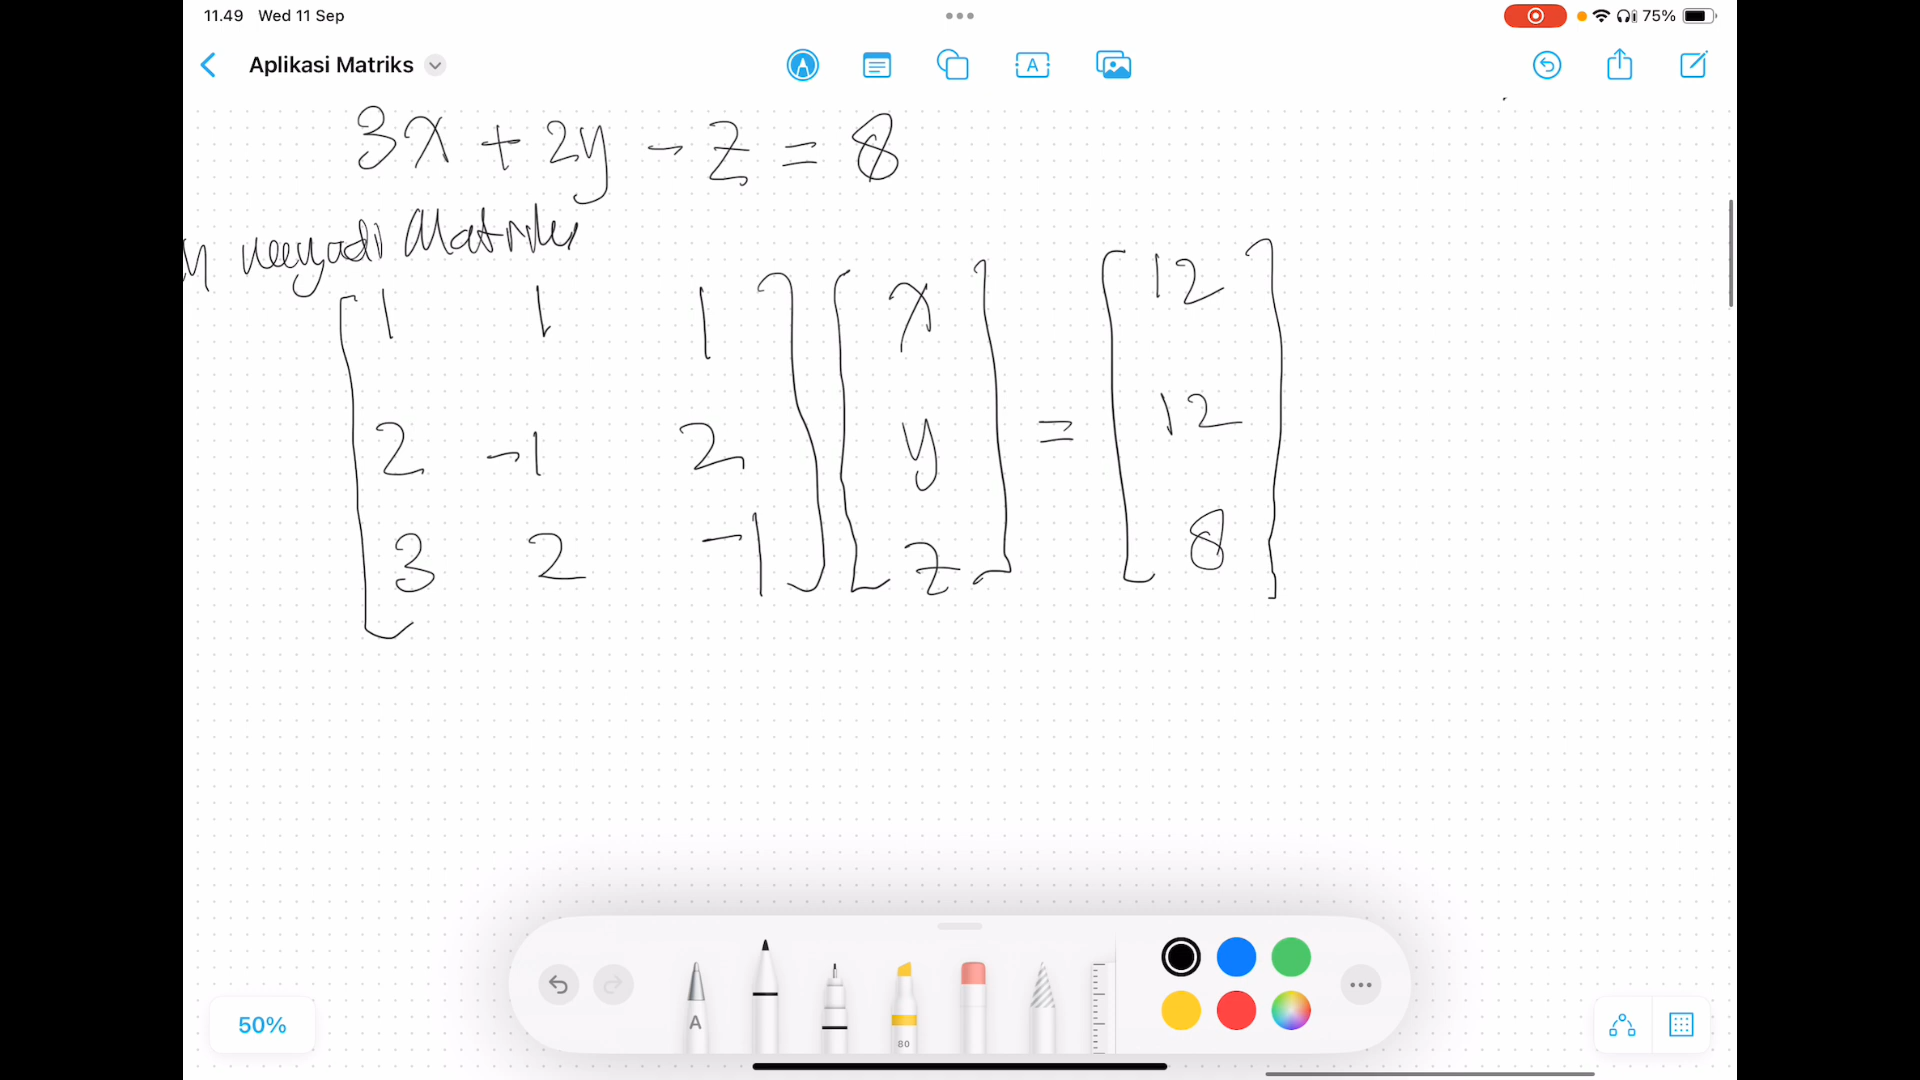 11.49 Wed 11 Sep
75%
Aplikasi Matriks
A
3x + 2y - z = 8
menjadi Matriks
[1 1 1] [x] [12]
[2 -1 2] [y] = [12]
[3 2 -1] [z] [8]
A
80
50%